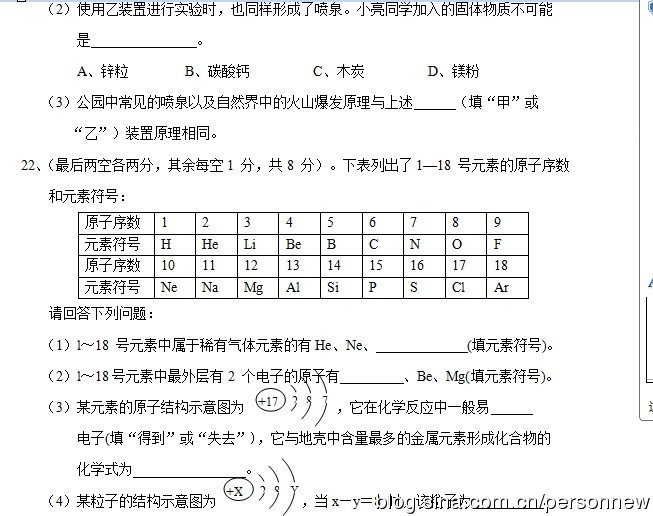 (2) 使用乙装置进行实验时，也同样形成了喷泉。小亮同学加入的固体物质不可能
是________________。
A、锌粒 B、碳酸钙 C、木炭 D、镁粉
(3) 公园中常见的喷泉以及自然界中的火山爆发原理与上述______（填“甲”或
“乙”）装置原理相同。
22、（最后两空各两分，其余每空 1 分，共 8 分）。下表列出了 1—18 号元素的原子序数
和元素符号：
原子序数 1 2 3 4 5 6 7 8 9
元素符号 H He Li Be B C N O F
原子序数 10 11 12 13 14 15 16 17 18
元素符号 Ne Na Mg Al Si P S Cl Ar
请回答下列问题：
(1) 1～18 号元素中属于稀有气体元素的有 He、Ne、______________(填元素符号)。
(2) 1～18 号元素中最外层有 2 个电子的原子有__________、Be、Mg(填元素符号)。
(3) 某元素的原子结构示意图为 +17 2 8 7 ，它在化学反应中一般易______
电子(填“得到”或“失去”)，它与地壳中含量最多的金属元素形成化合物的
化学式为________________。
(4) 某粒子的结构示意图为 +X 2 8 Y ，当 x－y＝
blog.sina.com.cn/personnew